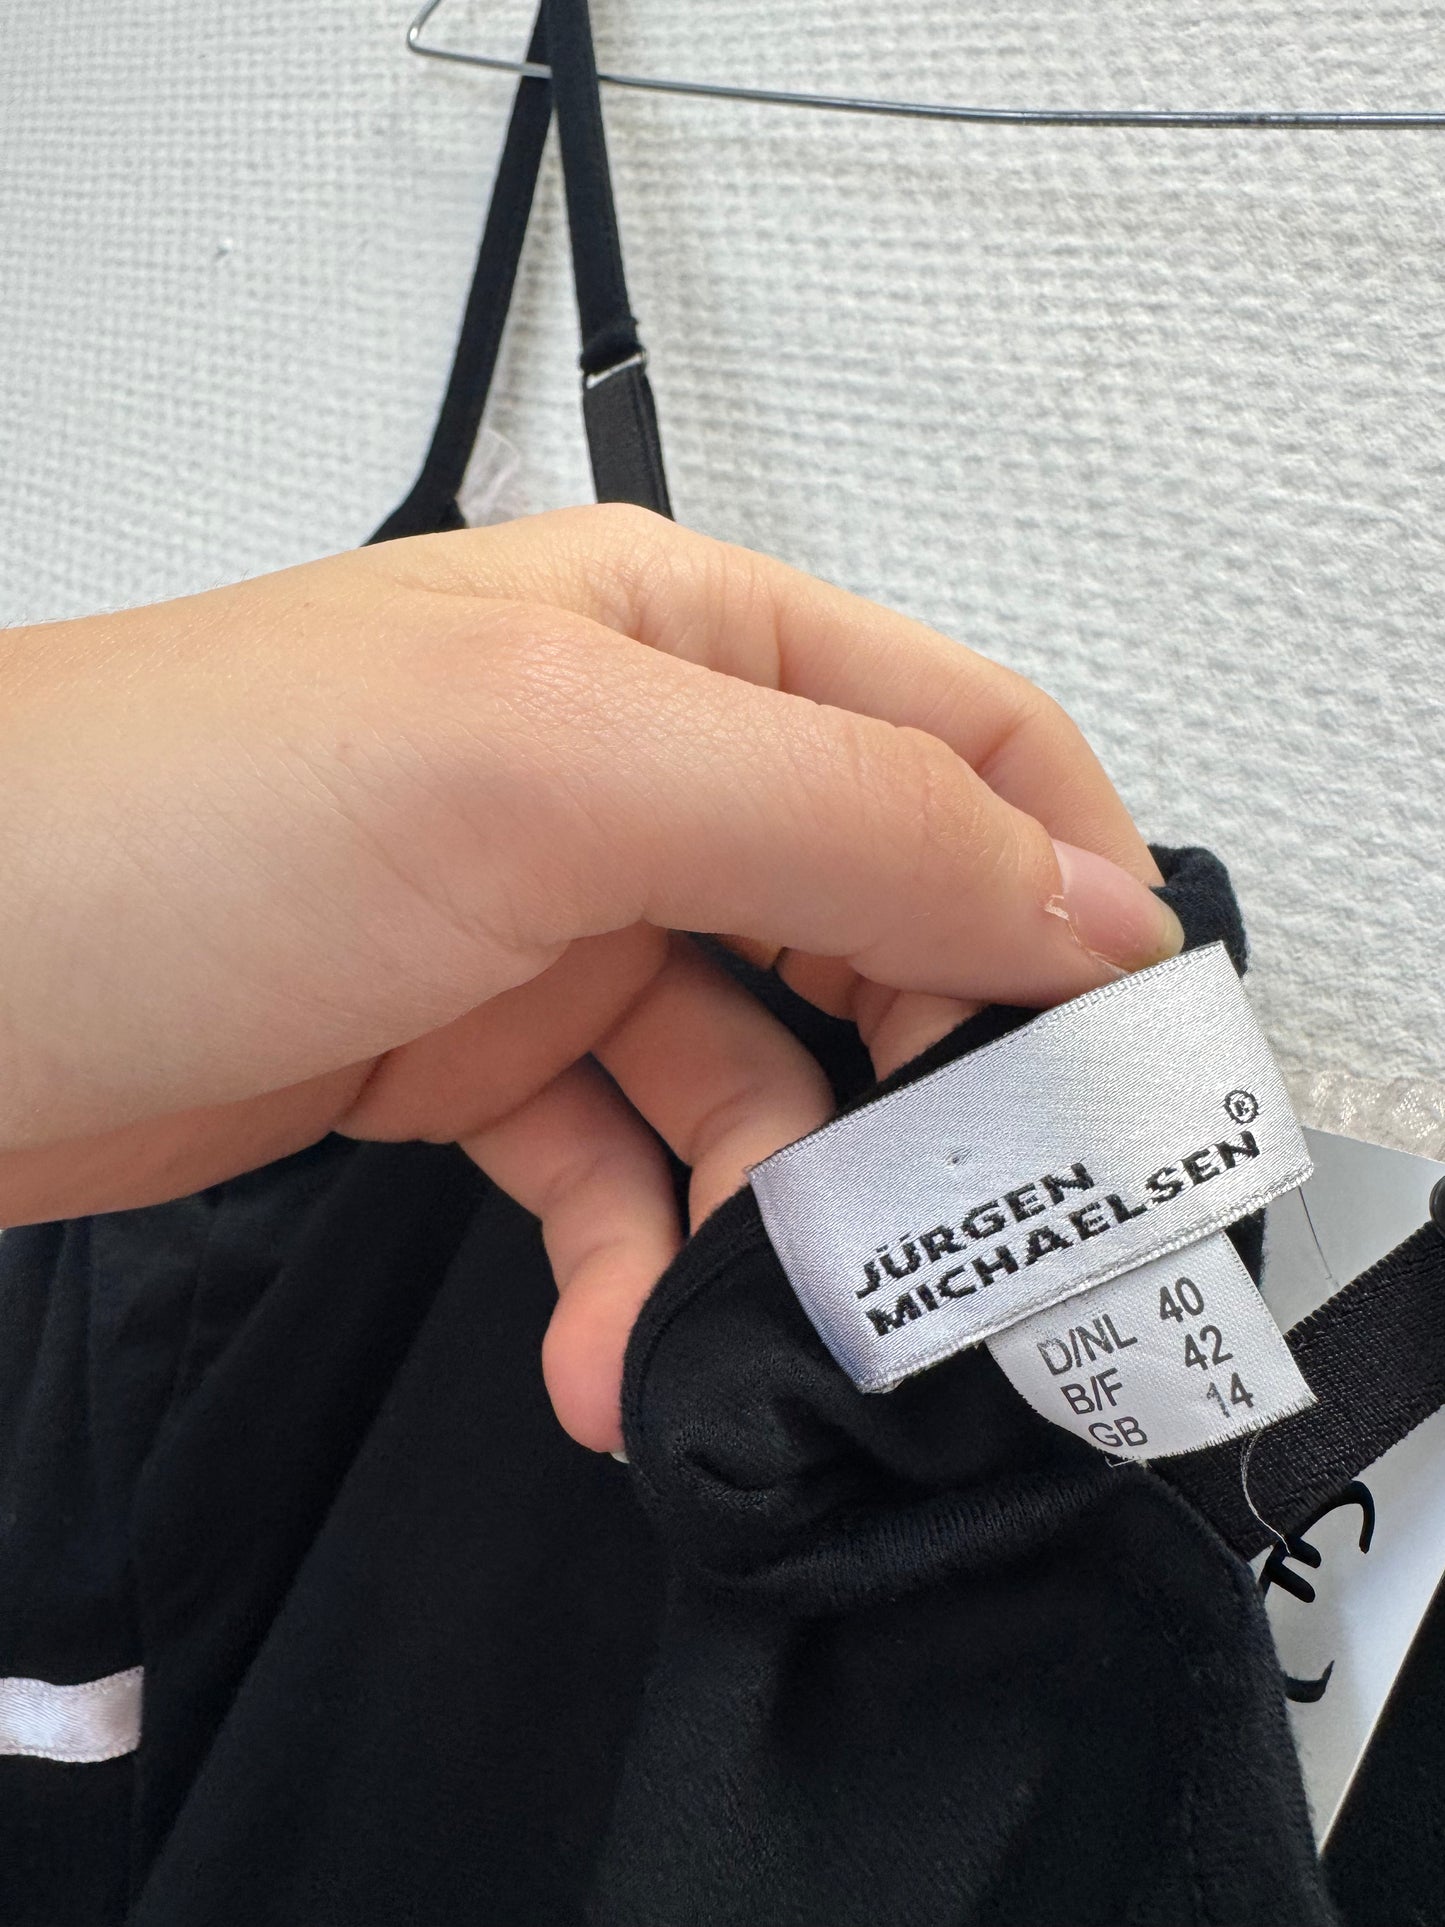 JÜRGEN ®
MICHAELSEN
D/NL 40
B/F 42
GB 14